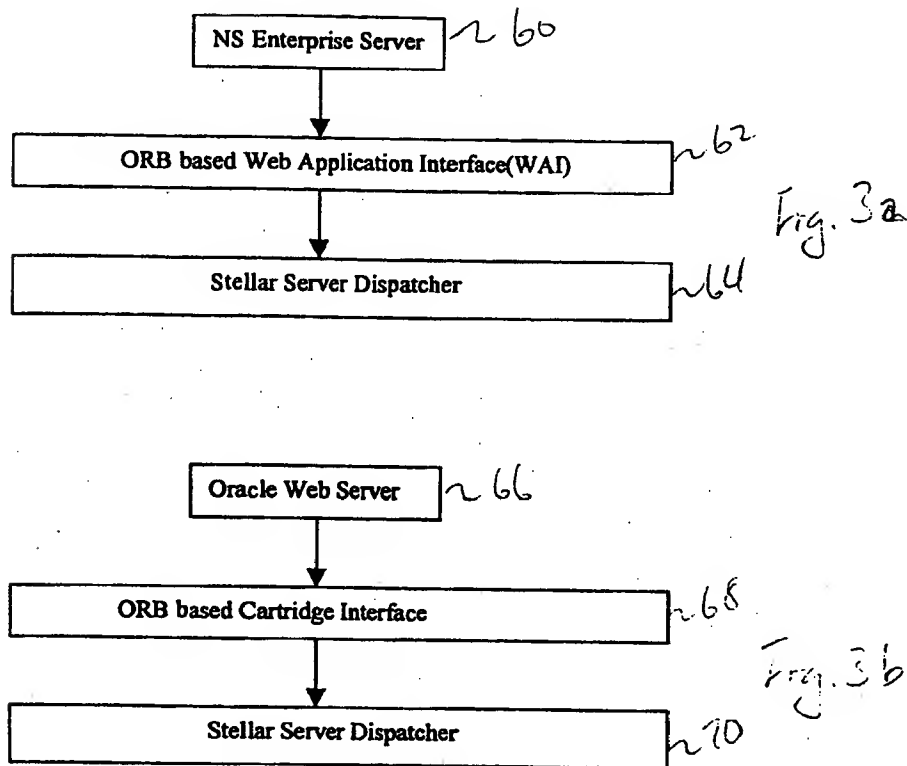 NS Enterprise Server ~ 60
ORB based Web Application Interface(WAI) ~62
Fig. 3a
Stellar Server Dispatcher ~64
Oracle Web Server ~ 66
ORB based Cartridge Interface ~68
Fig. 3b
Stellar Server Dispatcher ~70